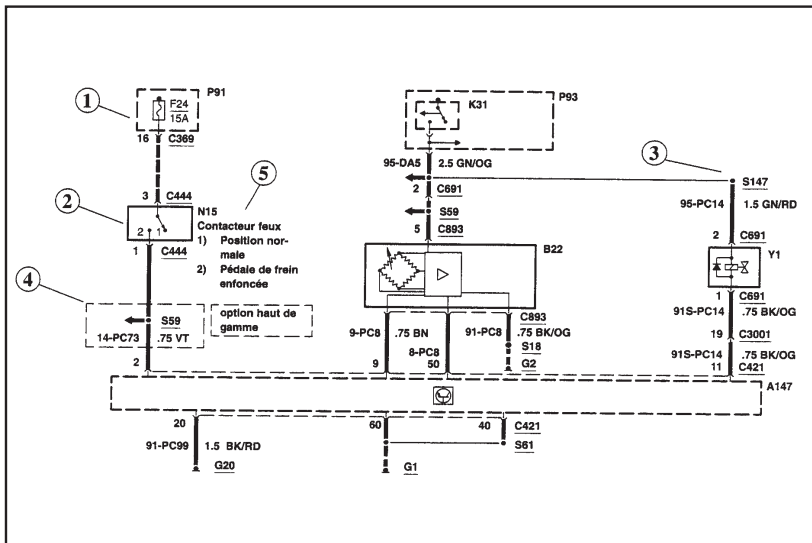 P91
F24
15A
16 C369
1
3 C444
2
N15
5
Contacteur feux
1) Position nor-
male
2) Pédale de frein
enfoncée
2 1
1 C444
4
S59
14-PC73 .75 VT
option haut de
gamme
2
P93
K31
95-DA5 2.5 GN/OG
2 C691
S59
5 C893
B22
3
S147
95-PC14 1.5 GN/RD
2 C691
Y1
1 C691
91S-PC14 .75 BK/OG
19 C3001
91S-PC14 .75 BK/OG
11 C421
C893
9-PC8 .75 BN
91-PC8 .75 BK/OG
8-PC8
S18
G2
9 50
A147
20 60 40 C421
91-PC99 1.5 BK/RD
S61
G20
G1